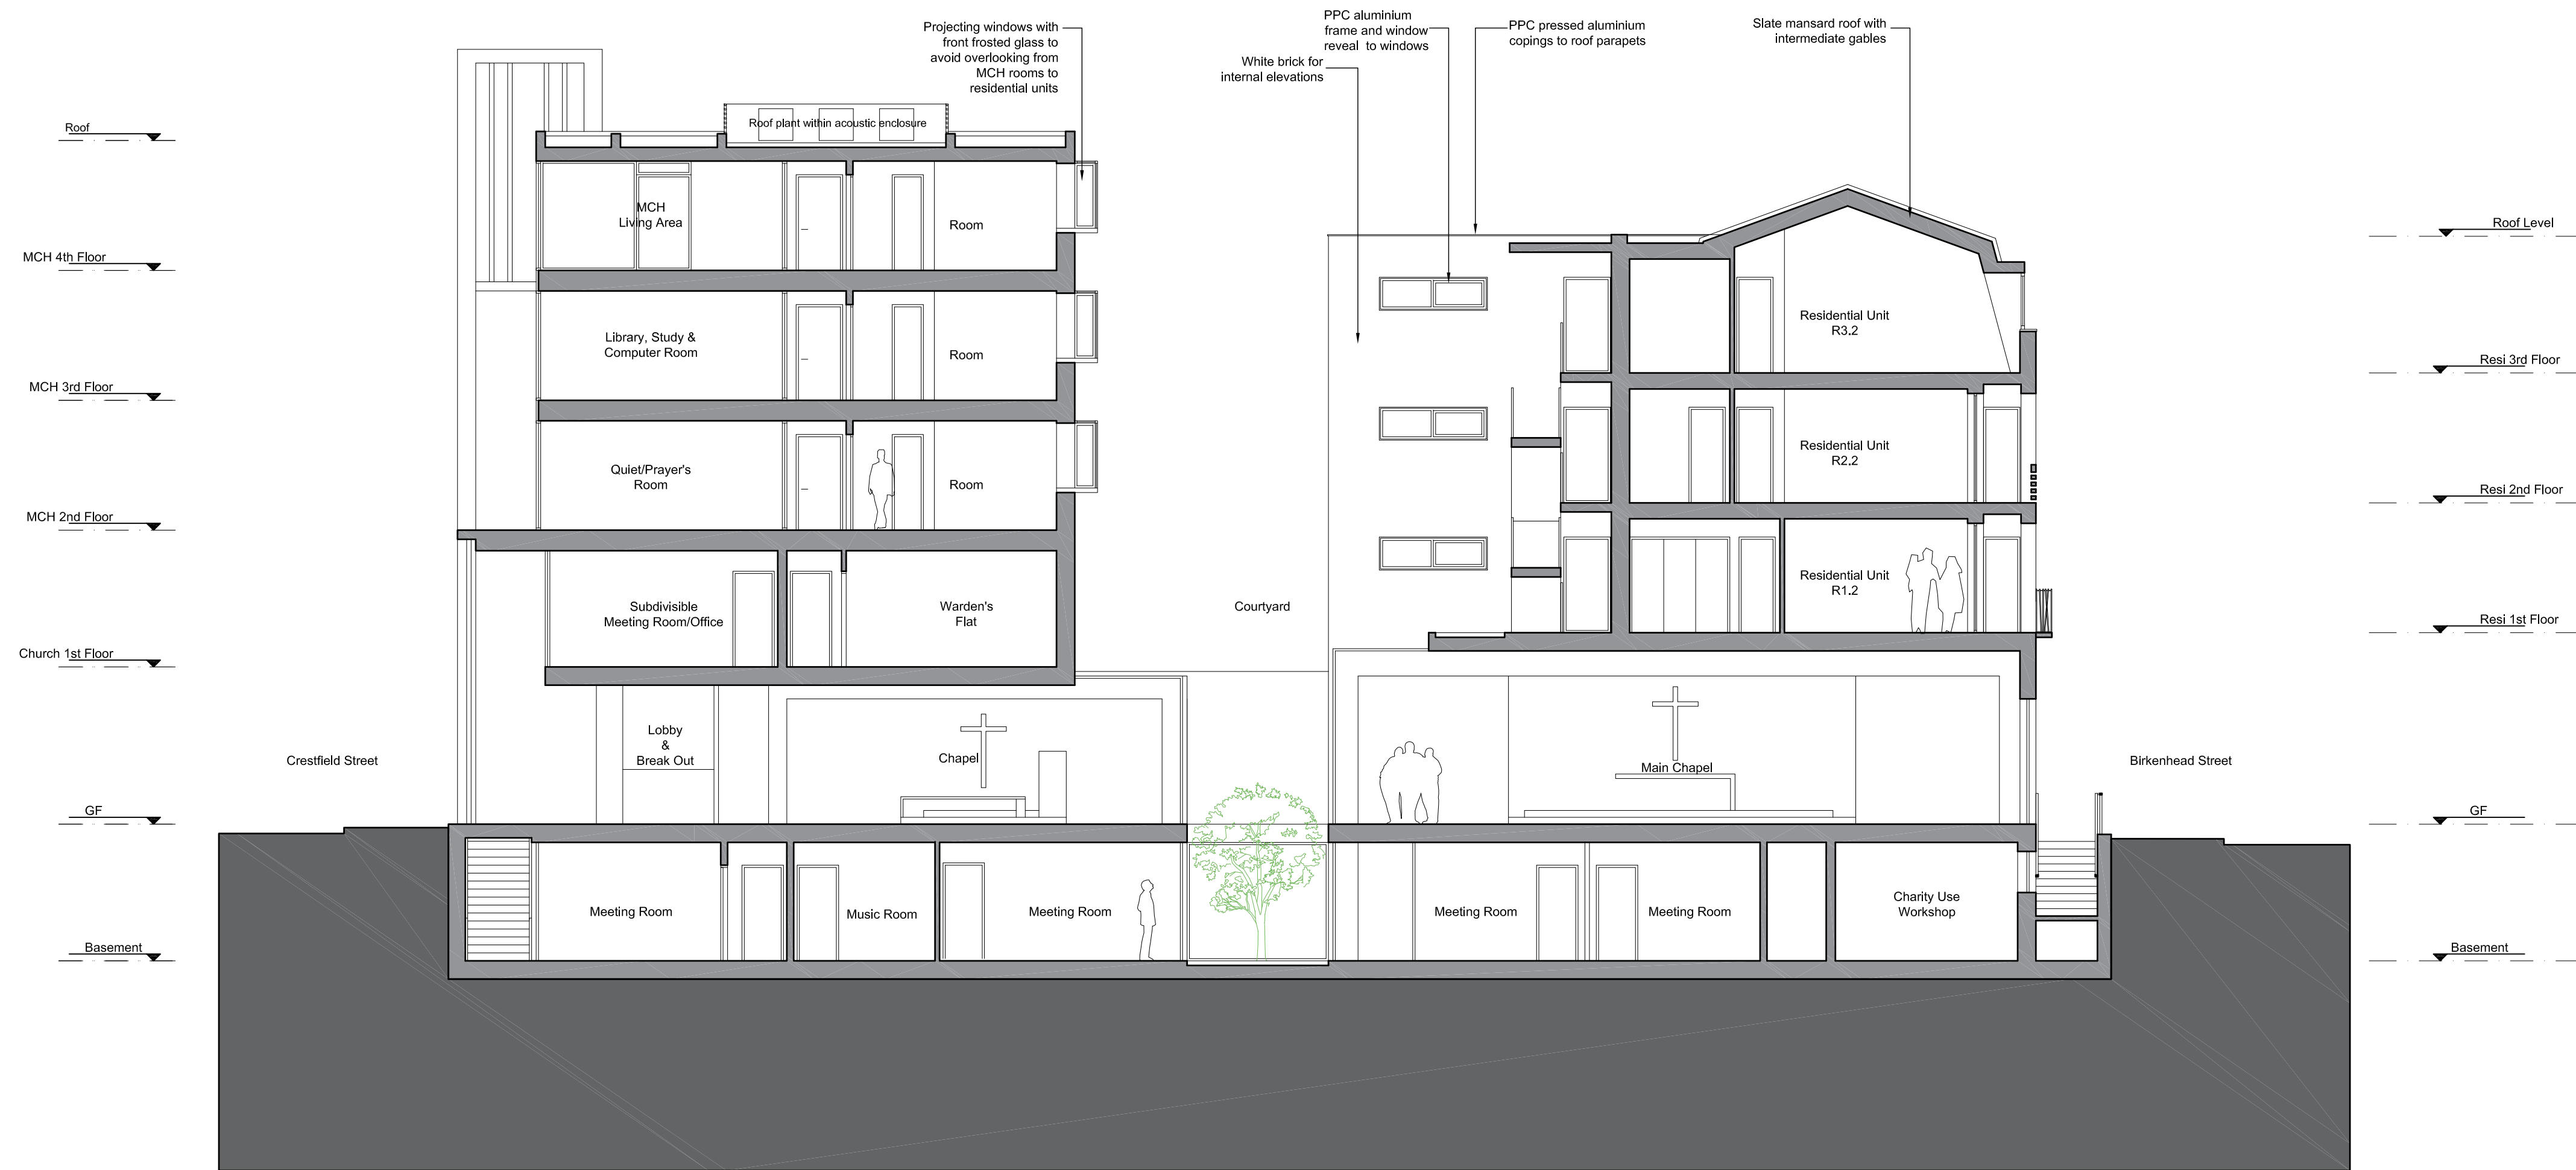 Projecting windows with
front frosted glass to
avoid overlooking from
MCH rooms to
residential units
White brick for
internal elevations
PPC aluminium
frame and window
reveal to windows
PPC pressed aluminium
copings to roof parapets
Slate mansard roof with
intermediate gables
Roof
MCH 4th Floor
MCH 3rd Floor
MCH 2nd Floor
Church 1st Floor
GF
Basement
Crestfield Street
Roof plant within acoustic enclosure
MCH
Living Area
Room
Library, Study &
Computer Room
Room
Quiet/Prayer's
Room
Room
Subdivisible
Meeting Room/Office
Warden's
Flat
Lobby
&
Break Out
Chapel
Meeting Room
Music Room
Meeting Room
Courtyard
Residential Unit
R3.2
Residential Unit
R2.2
Residential Unit
R1.2
Main Chapel
Meeting Room
Meeting Room
Charity Use
Workshop
Birkenhead Street
Roof Level
Resi 3rd Floor
Resi 2nd Floor
Resi 1st Floor
GF
Basement